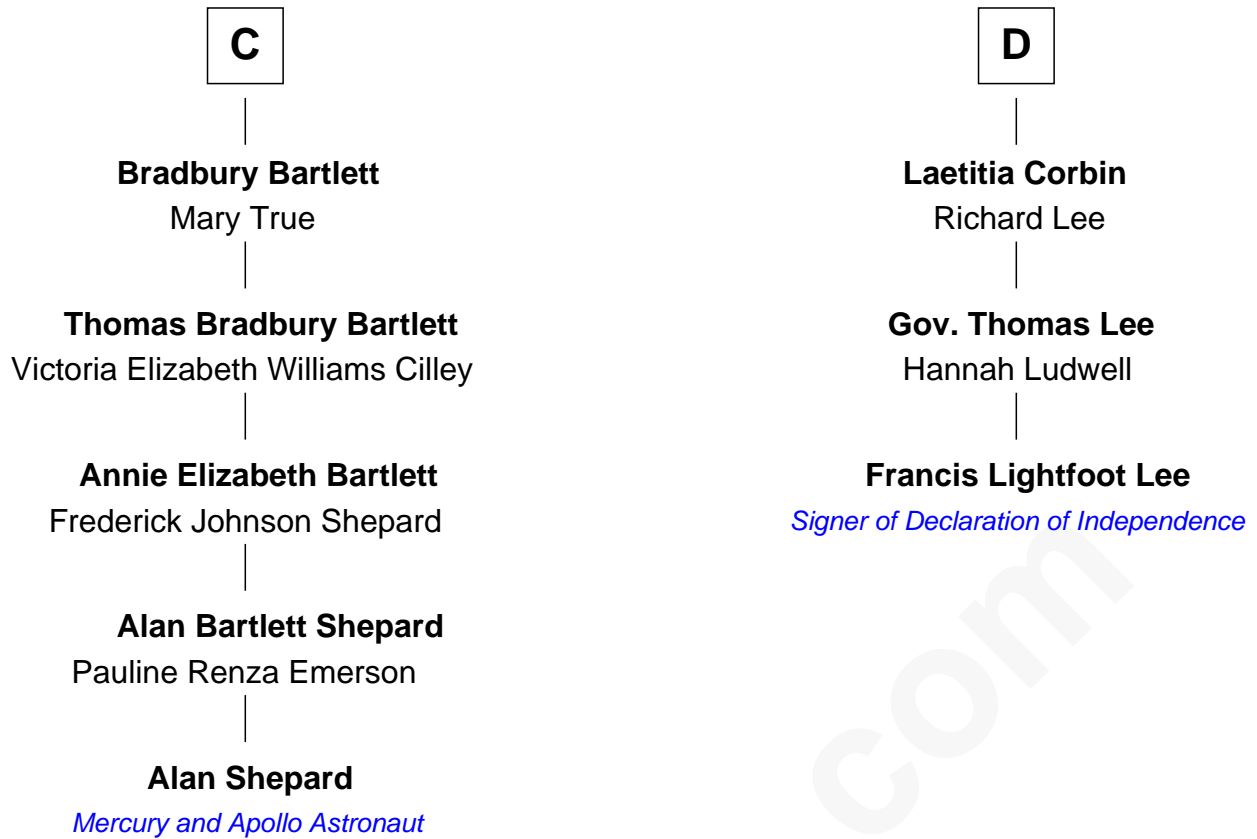 C
Bradbury Bartlett
Mary True
Thomas Bradbury Bartlett
Victoria Elizabeth Williams Cilley
Annie Elizabeth Bartlett
Frederick Johnson Shepard
Alan Bartlett Shepard
Pauline Renza Emerson
Alan Shepard
Mercury and Apollo Astronaut
D
Laetitia Corbin
Richard Lee
Gov. Thomas Lee
Hannah Ludwell
Francis Lightfoot Lee
Signer of Declaration of Independence
com